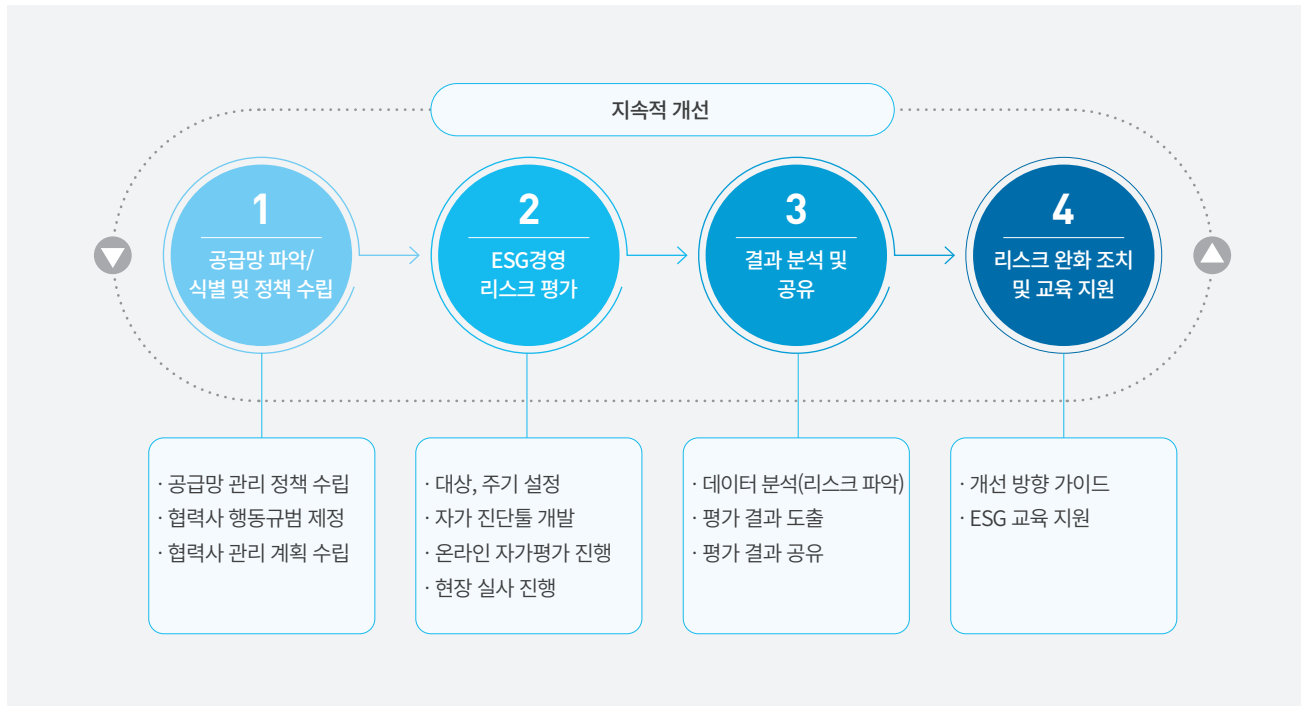 지속적 개선
1
공급망 파악/
식별 및 정책 수립
2
ESG경영
리스크 평가
3
결과 분석 및
공유
4
리스크 완화 조치
및 교육 지원
· 공급망 관리 정책 수립
· 협력사 행동규범 제정
· 협력사 관리 계획 수립
· 대상, 주기 설정
· 자가 진단툴 개발
· 온라인 자가평가 진행
· 현장 실사 진행
· 데이터 분석(리스크 파악)
· 평가 결과 도출
· 평가 결과 공유
· 개선 방향 가이드
· ESG 교육 지원